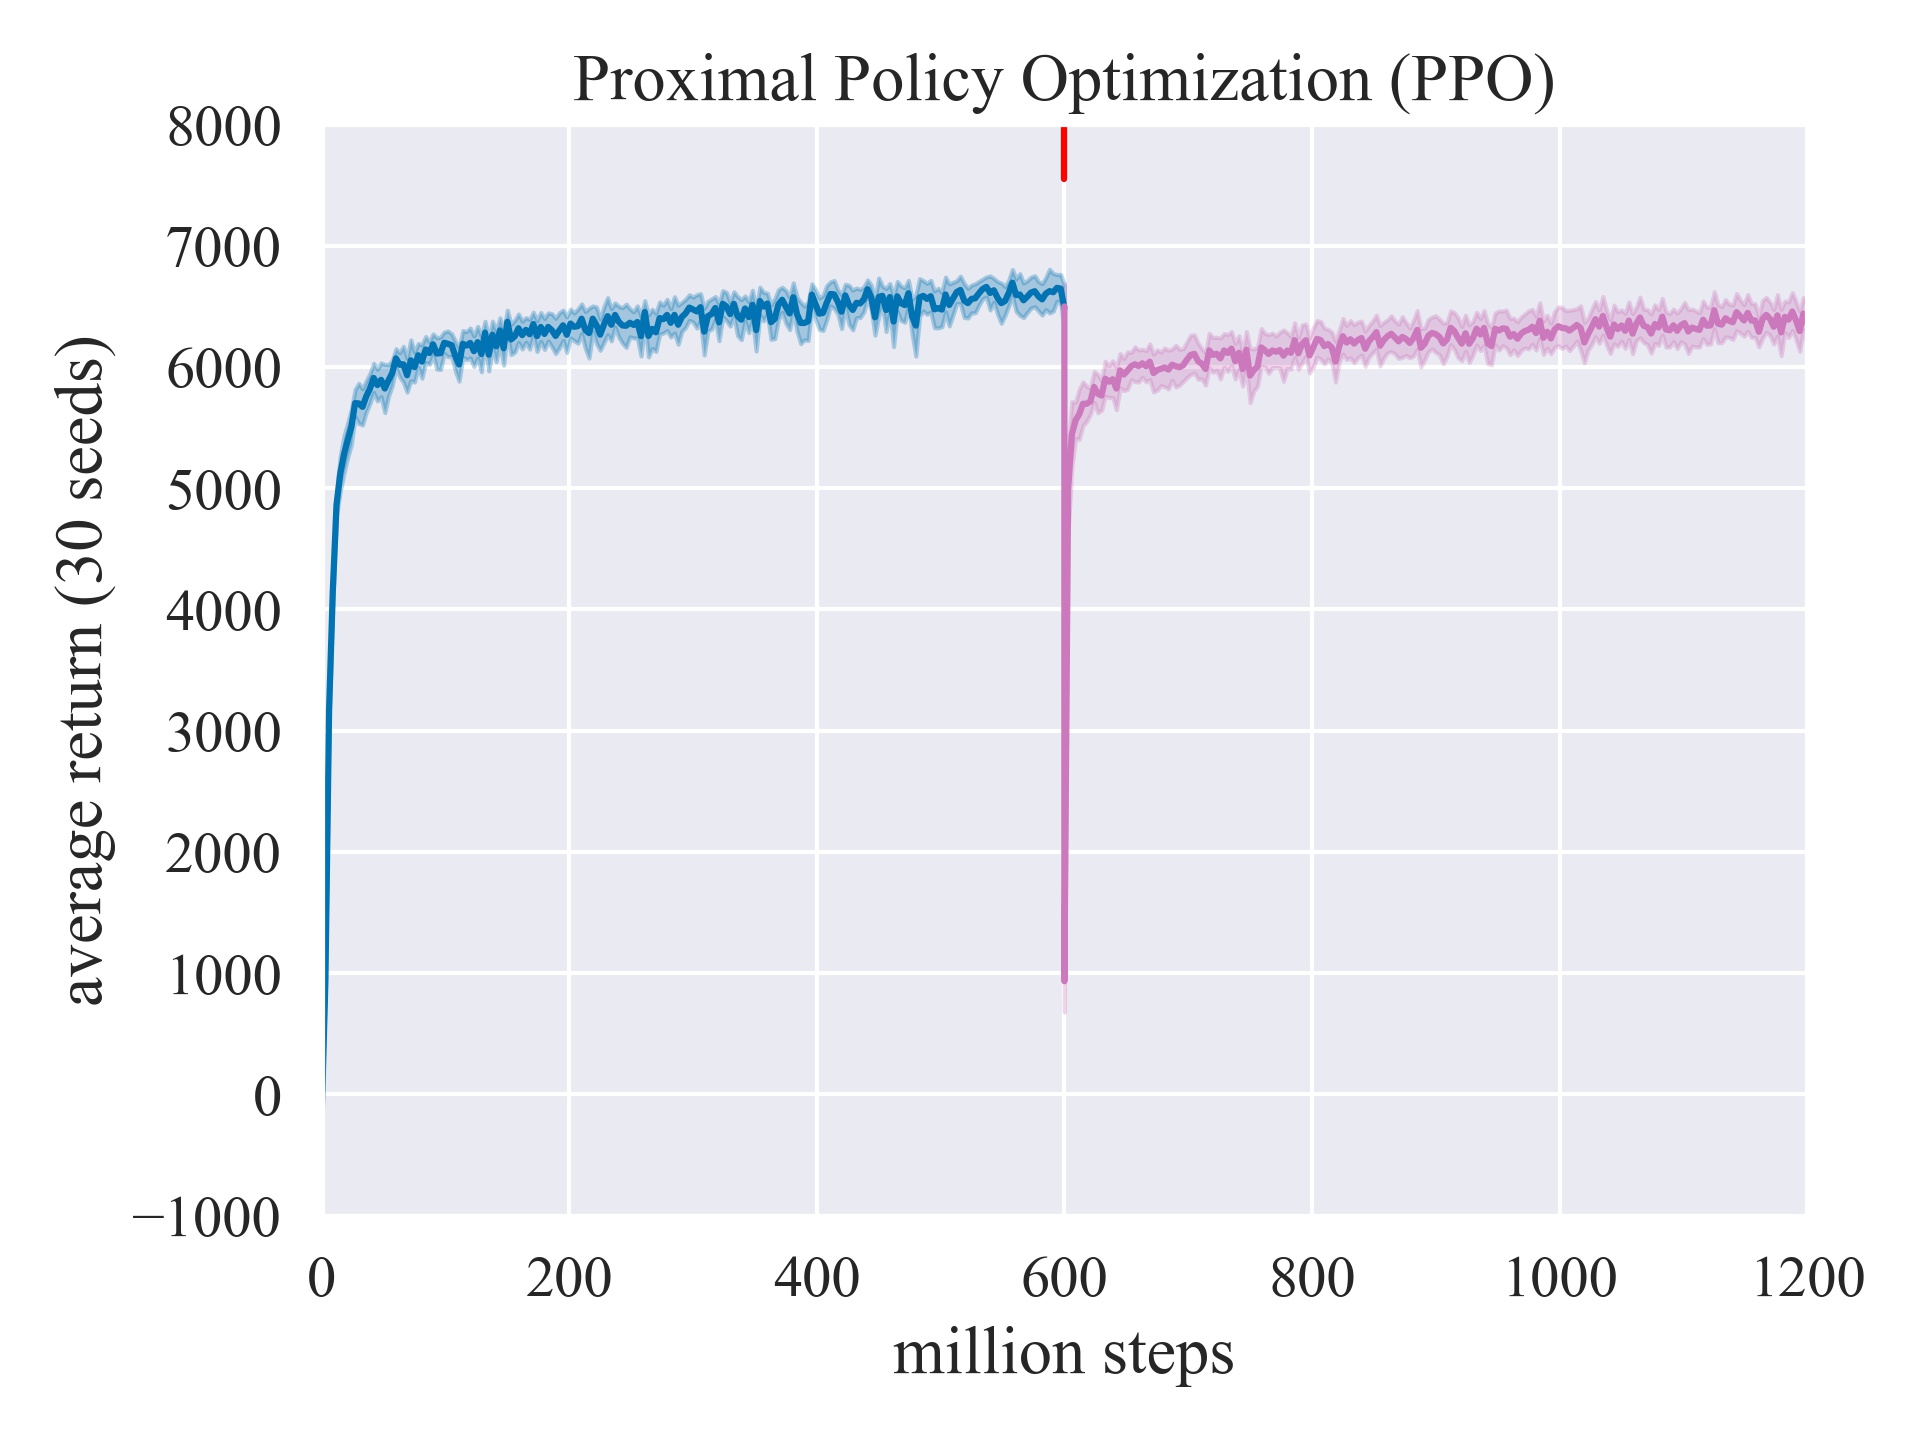 Proximal Policy Optimization (PPO)
8000
7000
6000
5000
4000
3000
2000
1000
0
−1000
average return (30 seeds)
0 200 400 600 800 1000 1200
million steps